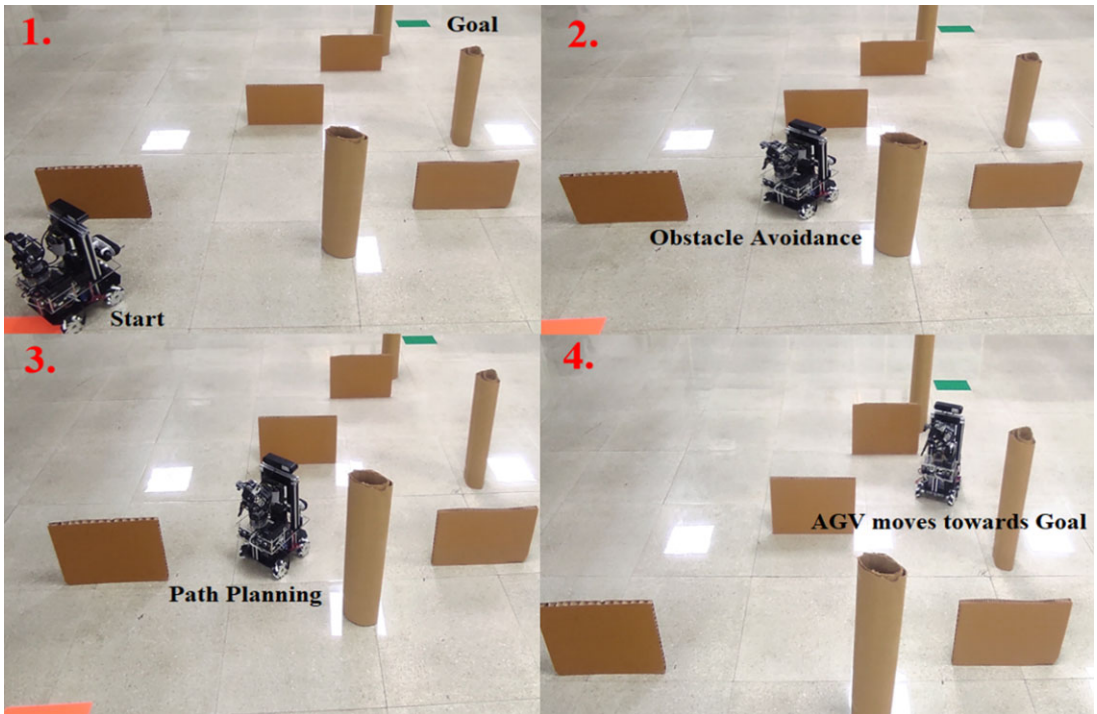 1.
Goal
Start
2.
Obstacle Avoidance
3.
Path Planning
4.
AGV moves towards Goal